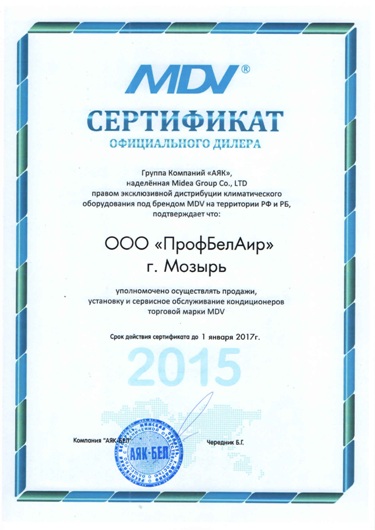 MDV®
СЕРТИФИКАТ
ОФИЦИАЛЬНОГО ДИЛЕРА
Группа Компаний «АЯК»,
наделённая Midea Group Co., LTD
правом эксклюзивной дистрибуции климатического
оборудования под брендом MDV на территории РФ и РБ,
подтверждает что:
ООО «ПрофБелАир»
г. Мозырь
уполномочено осуществлять продажи,
установку и сервисное обслуживание кондиционеров
торговой марки MDV
Срок действия сертификата до 1 января 2017г.
2015
Компания "АЯК-БЕЛ"
Чередник Б.Г.
АЯК-БЕЛ